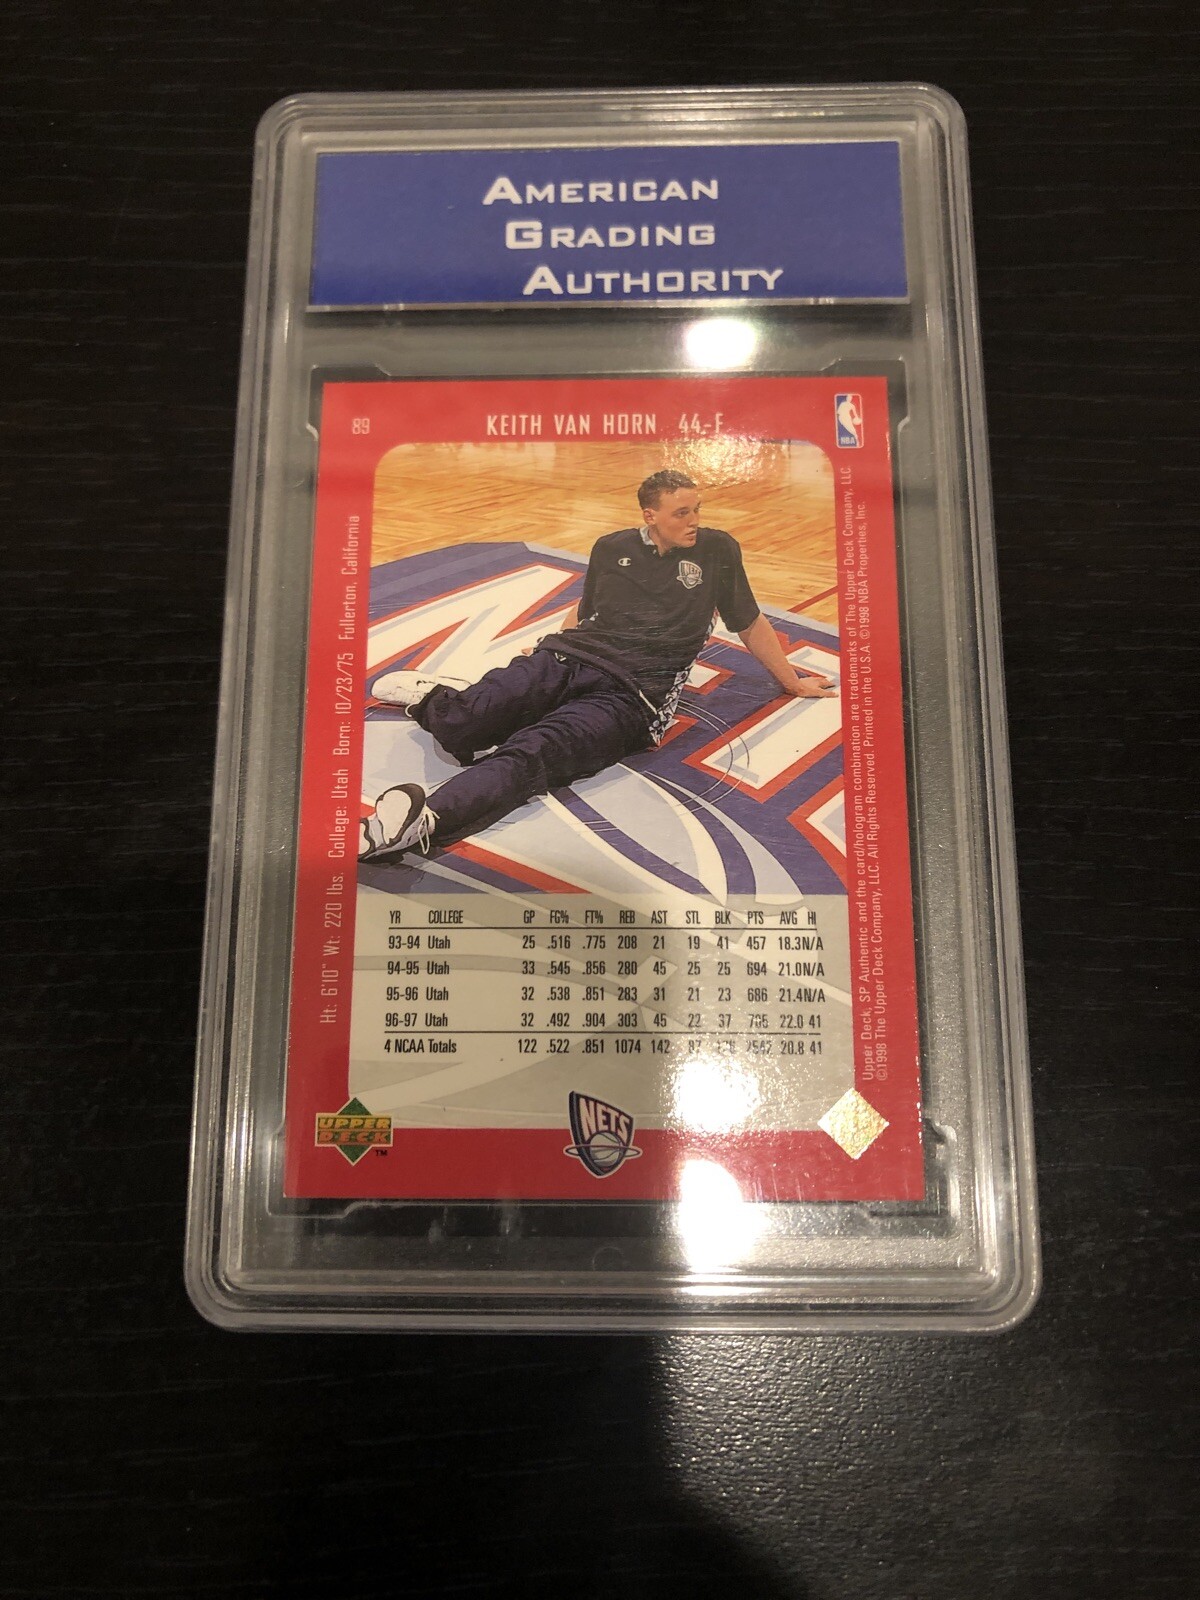 AMERICAN
GRADING
AUTHORITY
89
KEITH VAN HORN 44-F
NBA
Ht: 6'10" Wt: 220 lbs. College: Utah Born: 10/23/75 Fullerton, California
NETS
YR COLLEGE GP FG% FT% REB AST STL BLK PTS AVG HI
93-94 Utah 25 .516 .775 208 21 19 41 457 18.3 N/A
94-95 Utah 33 .545 .856 280 45 25 25 694 21.0 N/A
95-96 Utah 32 .538 .851 283 31 21 23 686 21.4 N/A
96-97 Utah 32 .492 .904 303 45 22 37 705 22.0 41
4 NCAA Totals 122 .522 .851 1074 142 87 2542 20.8 41
Upper Deck, SP Authentic and the card/hologram combination are trademarks of The Upper Deck Company, LLC.
©1998 The Upper Deck Company, LLC. All Rights Reserved. Printed in the U.S.A. ©1998 NBA Properties, Inc.
UPPER
DECK
TM
NETS